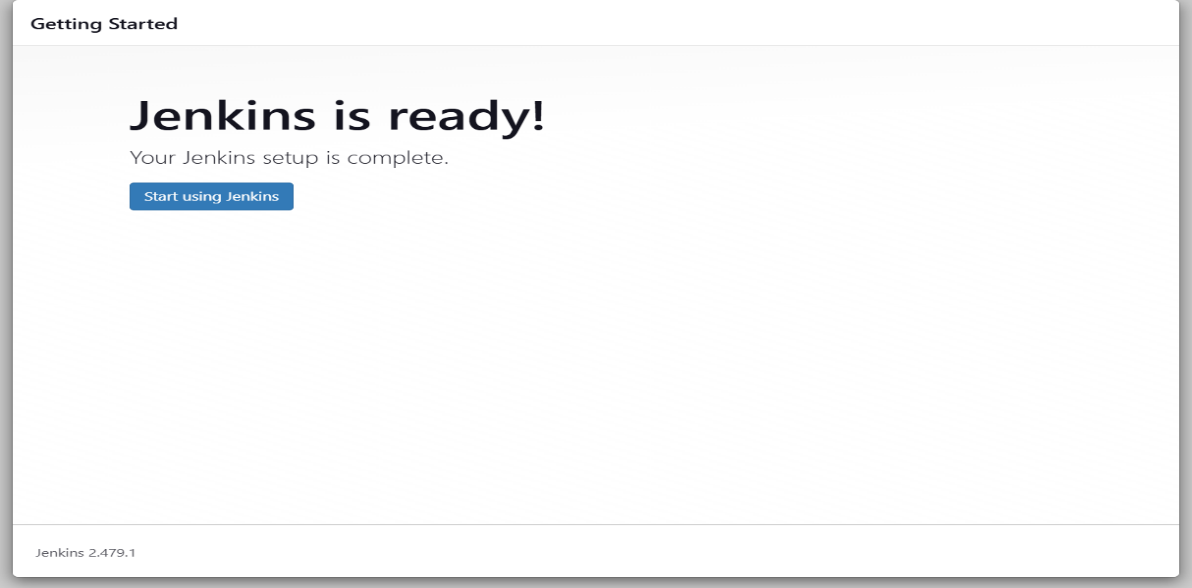 Getting Started
Jenkins is ready!
Your Jenkins setup is complete.
Start using Jenkins
Jenkins 2.479.1